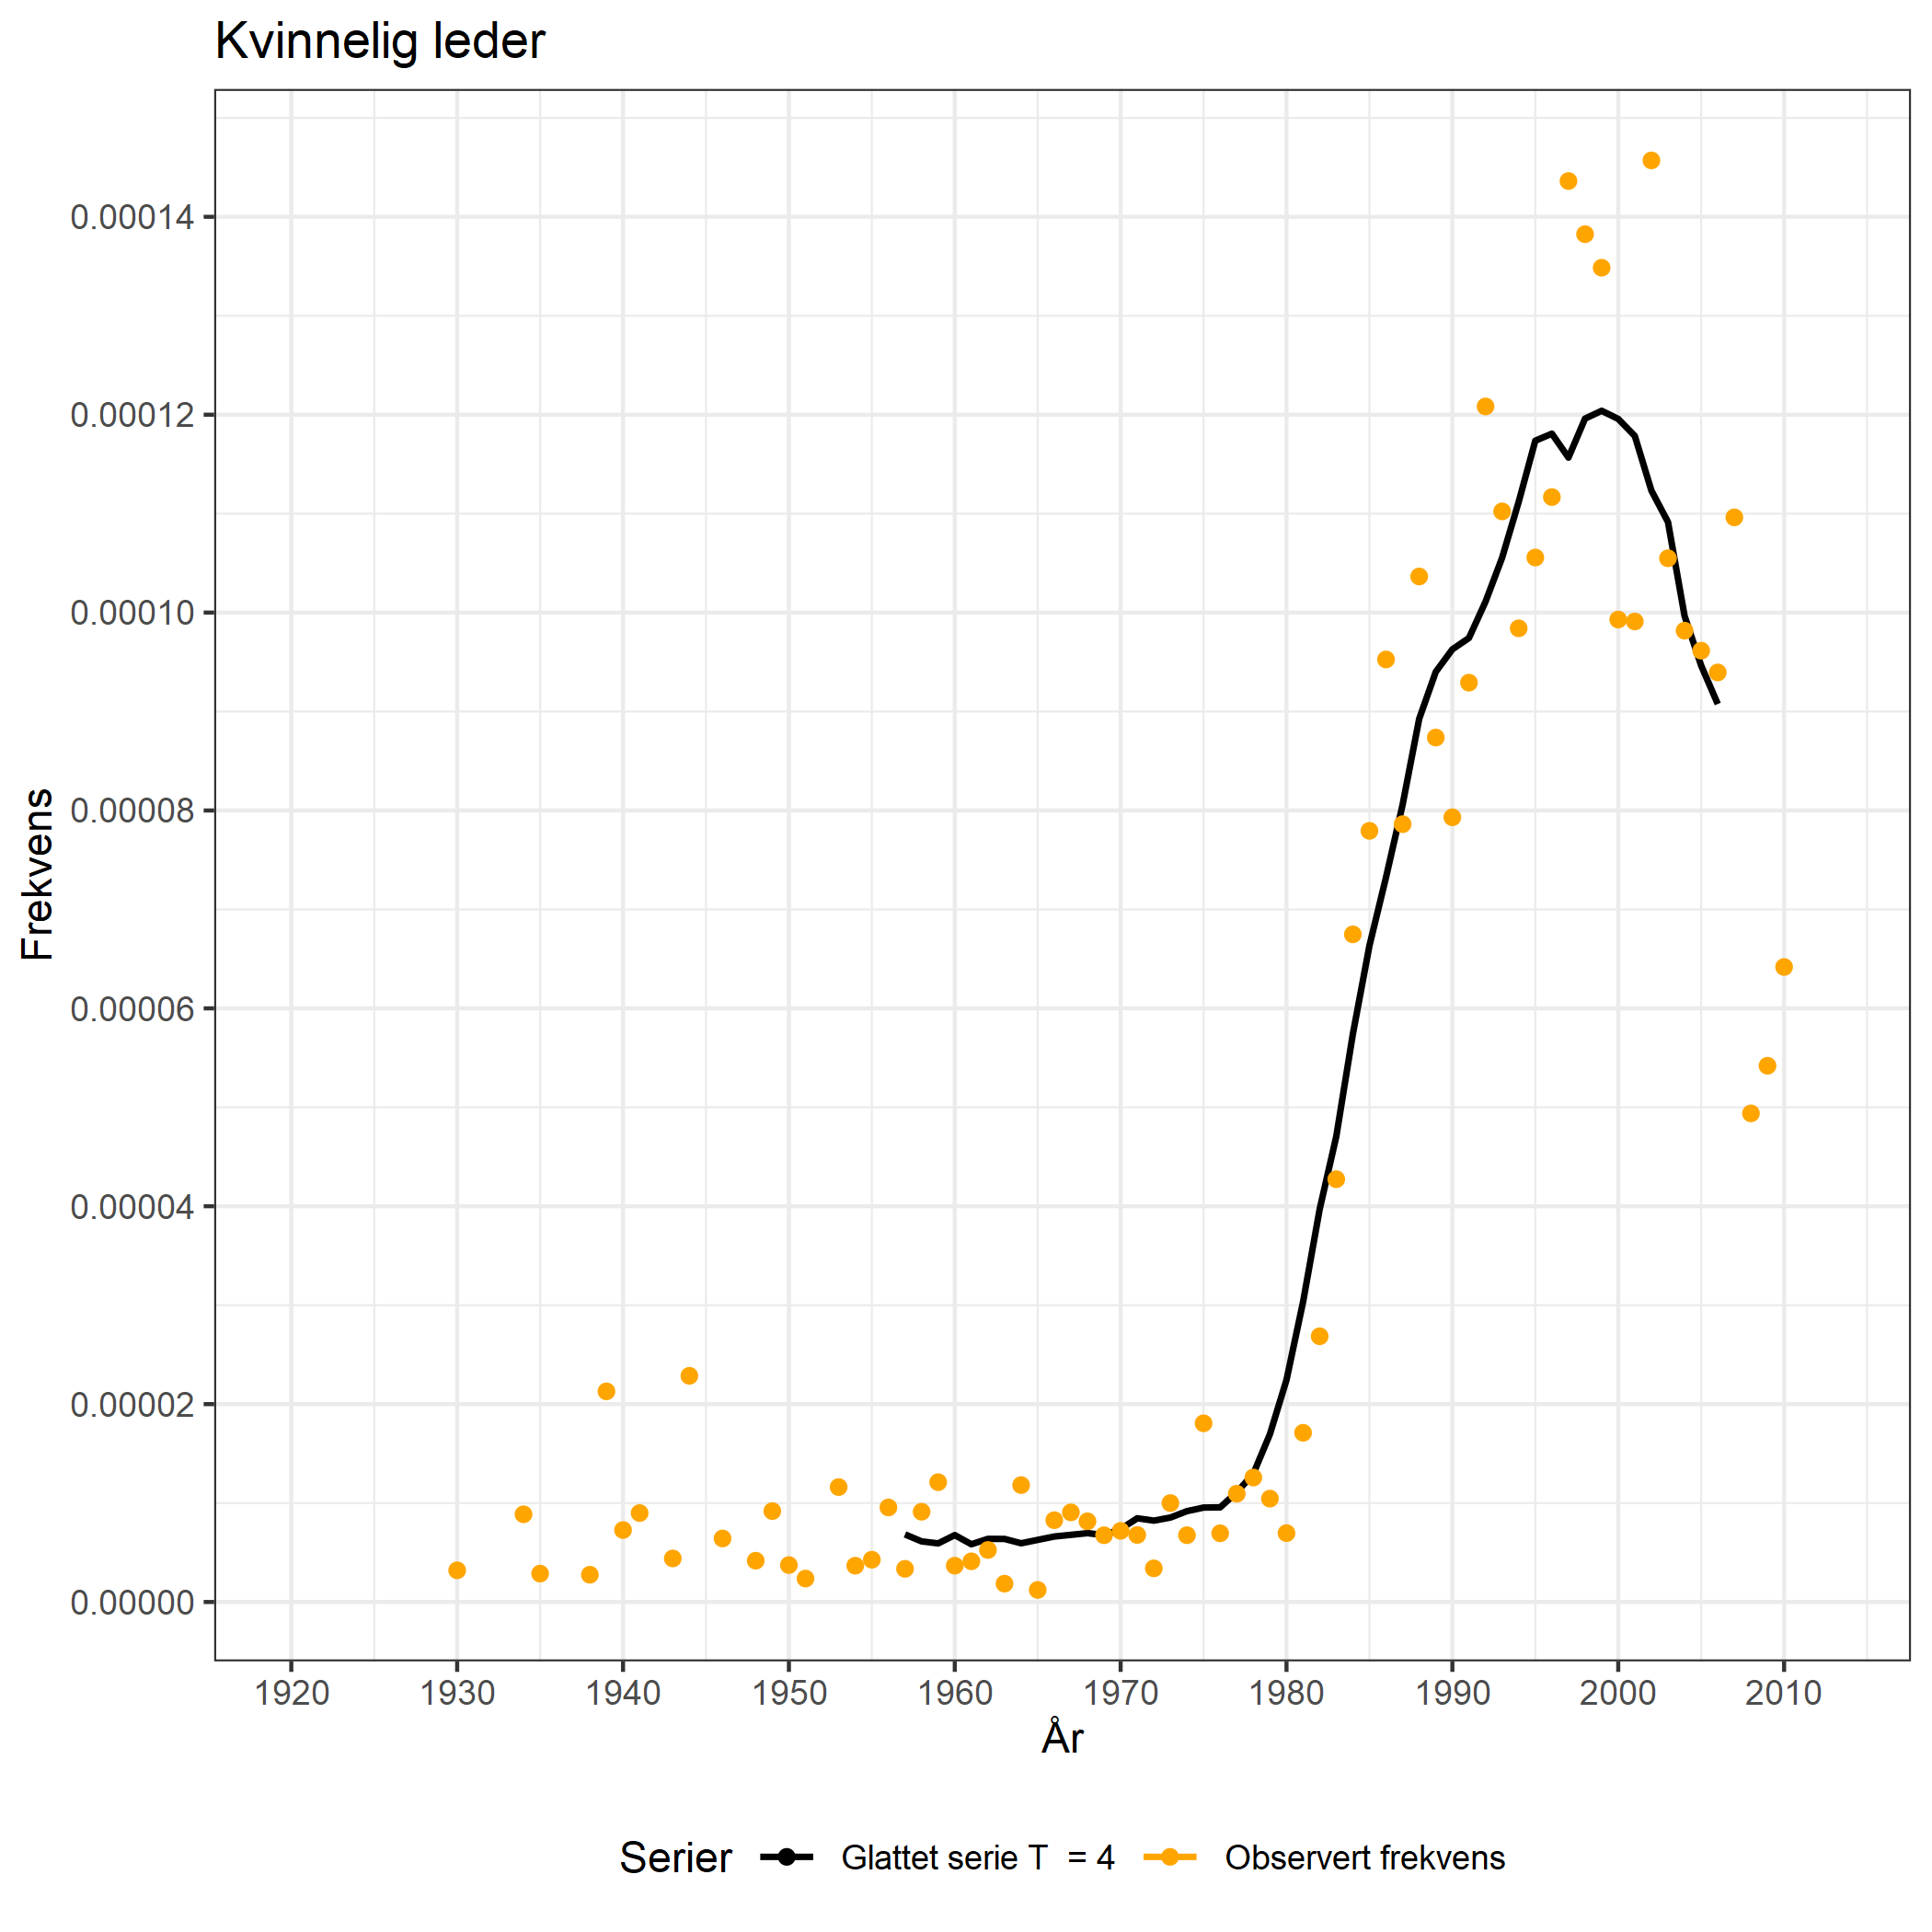 Kvinnelig leder
0.00014
0.00012
0.00010
0.00008
0.00006
0.00004
0.00002
0.00000
Frekvens
1920 1930 1940 1950 1960 1970 1980 1990 2000 2010
År
Serier Glattet serie T = 4 Observert frekvens